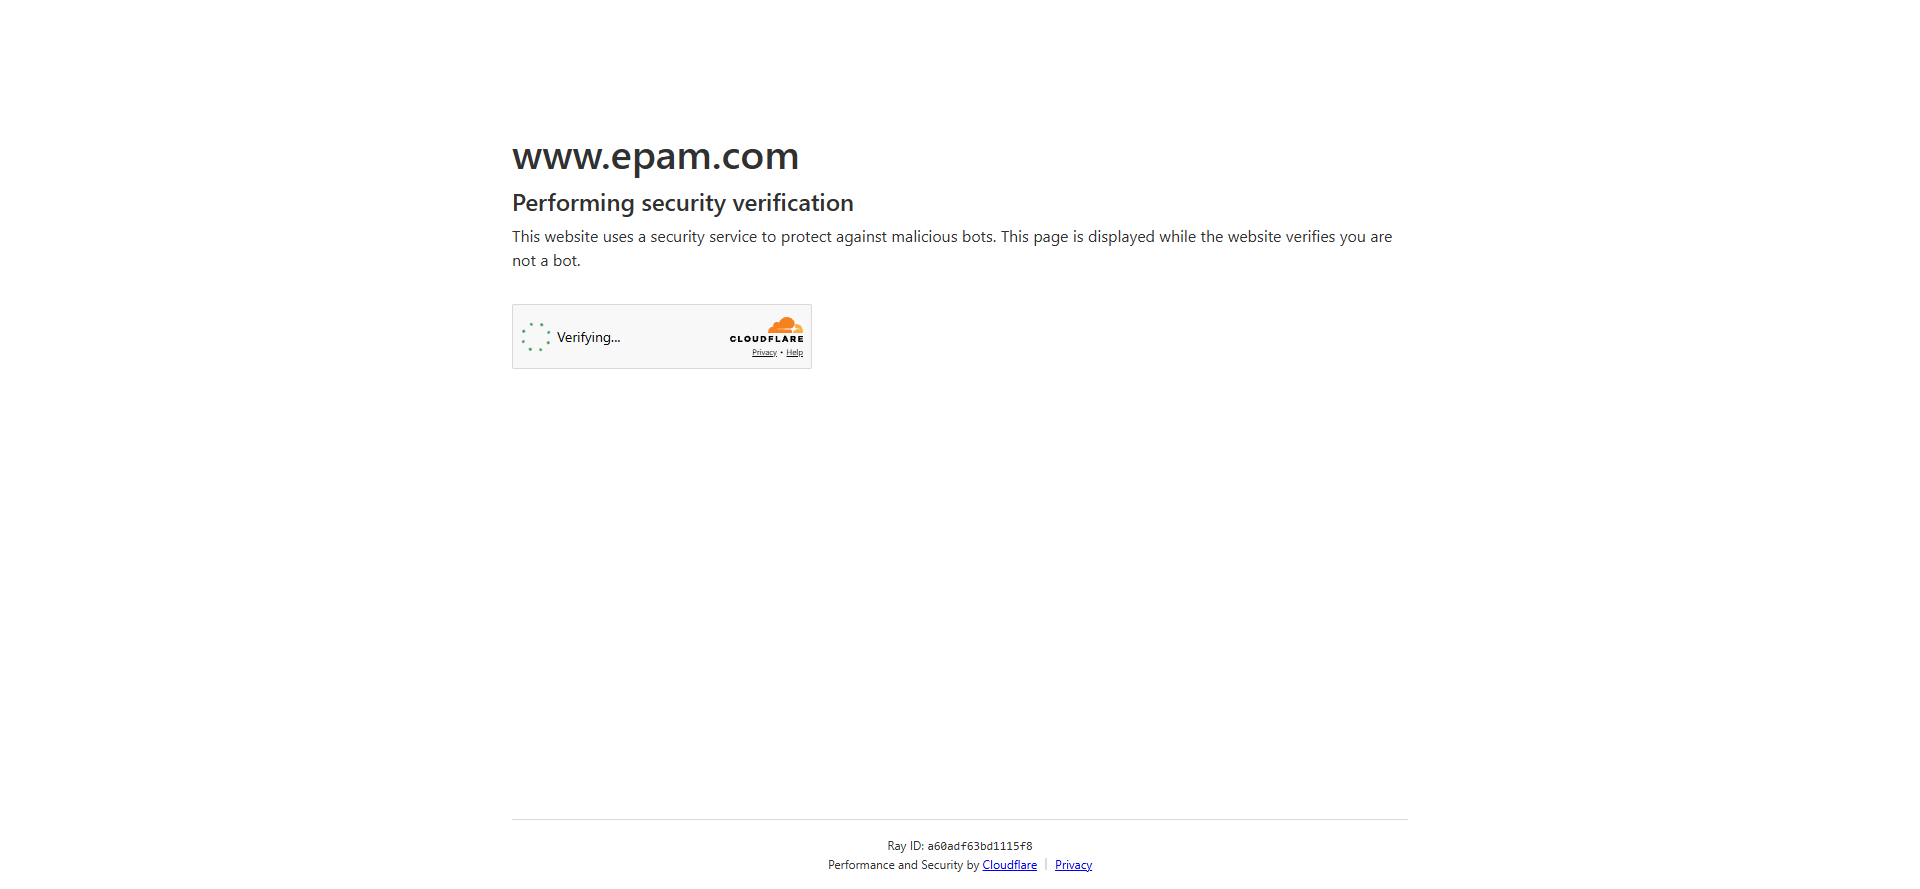 www.epam.com
Performing security verification
This website uses a security service to protect against malicious bots. This page is displayed while the website verifies you are
not a bot.
Verifying...
CLOUDFLARE
Privacy • Help
Ray ID: a60adf63bd1115f8
Performance and Security by Cloudflare | Privacy